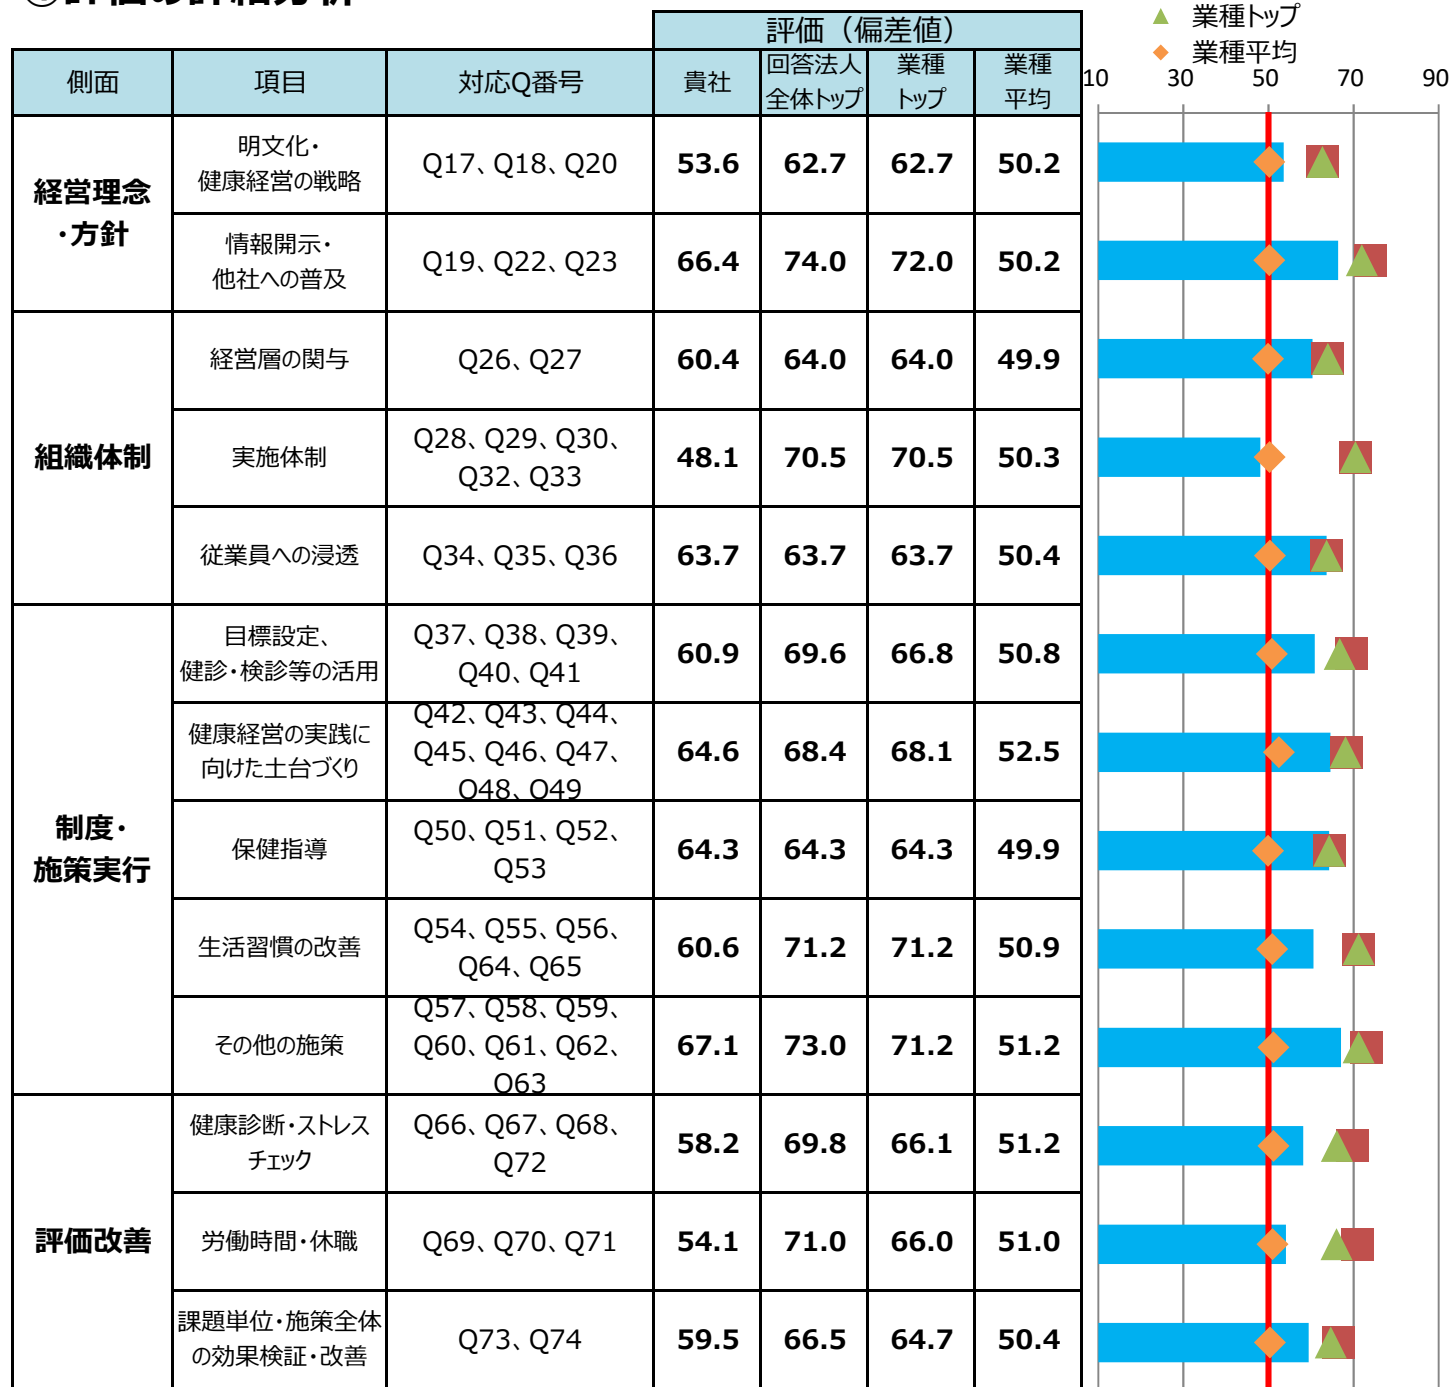 ▲ 業種トップ
◆ 業種平均
評価（偏差値）
側面 項目 対応Q番号 貴社 回答法人 業種 業種
全体トップ トップ 平均
10 30 50 70 90
経営理念
・方針
明文化・
健康経営の戦略
Q17、Q18、Q20 53.6 62.7 62.7 50.2
情報開示・
他社への普及
Q19、Q22、Q23 66.4 74.0 72.0 50.2
組織体制
経営層の関与 Q26、Q27 60.4 64.0 64.0 49.9
実施体制
Q28、Q29、Q30、
Q32、Q33
48.1 70.5 70.5 50.3
従業員への浸透 Q34、Q35、Q36 63.7 63.7 63.7 50.4
制度・
施策実行
目標設定、
健診・検診等の活用
Q37、Q38、Q39、
Q40、Q41
60.9 69.6 66.8 50.8
健康経営の実践に
向けた土台づくり
Q42、Q43、Q44、
Q45、Q46、Q47、
Q48、Q49
64.6 68.4 68.1 52.5
保健指導
Q50、Q51、Q52、
Q53
64.3 64.3 64.3 49.9
生活習慣の改善
Q54、Q55、Q56、
Q64、Q65
60.6 71.2 71.2 50.9
その他の施策
Q57、Q58、Q59、
Q60、Q61、Q62、
Q63
67.1 73.0 71.2 51.2
評価改善
健康診断・ストレス
チェック
Q66、Q67、Q68、
Q72
58.2 69.8 66.1 51.2
労働時間・休職 Q69、Q70、Q71 54.1 71.0 66.0 51.0
課題単位・施策全体
の効果検証・改善
Q73、Q74 59.5 66.5 64.7 50.4